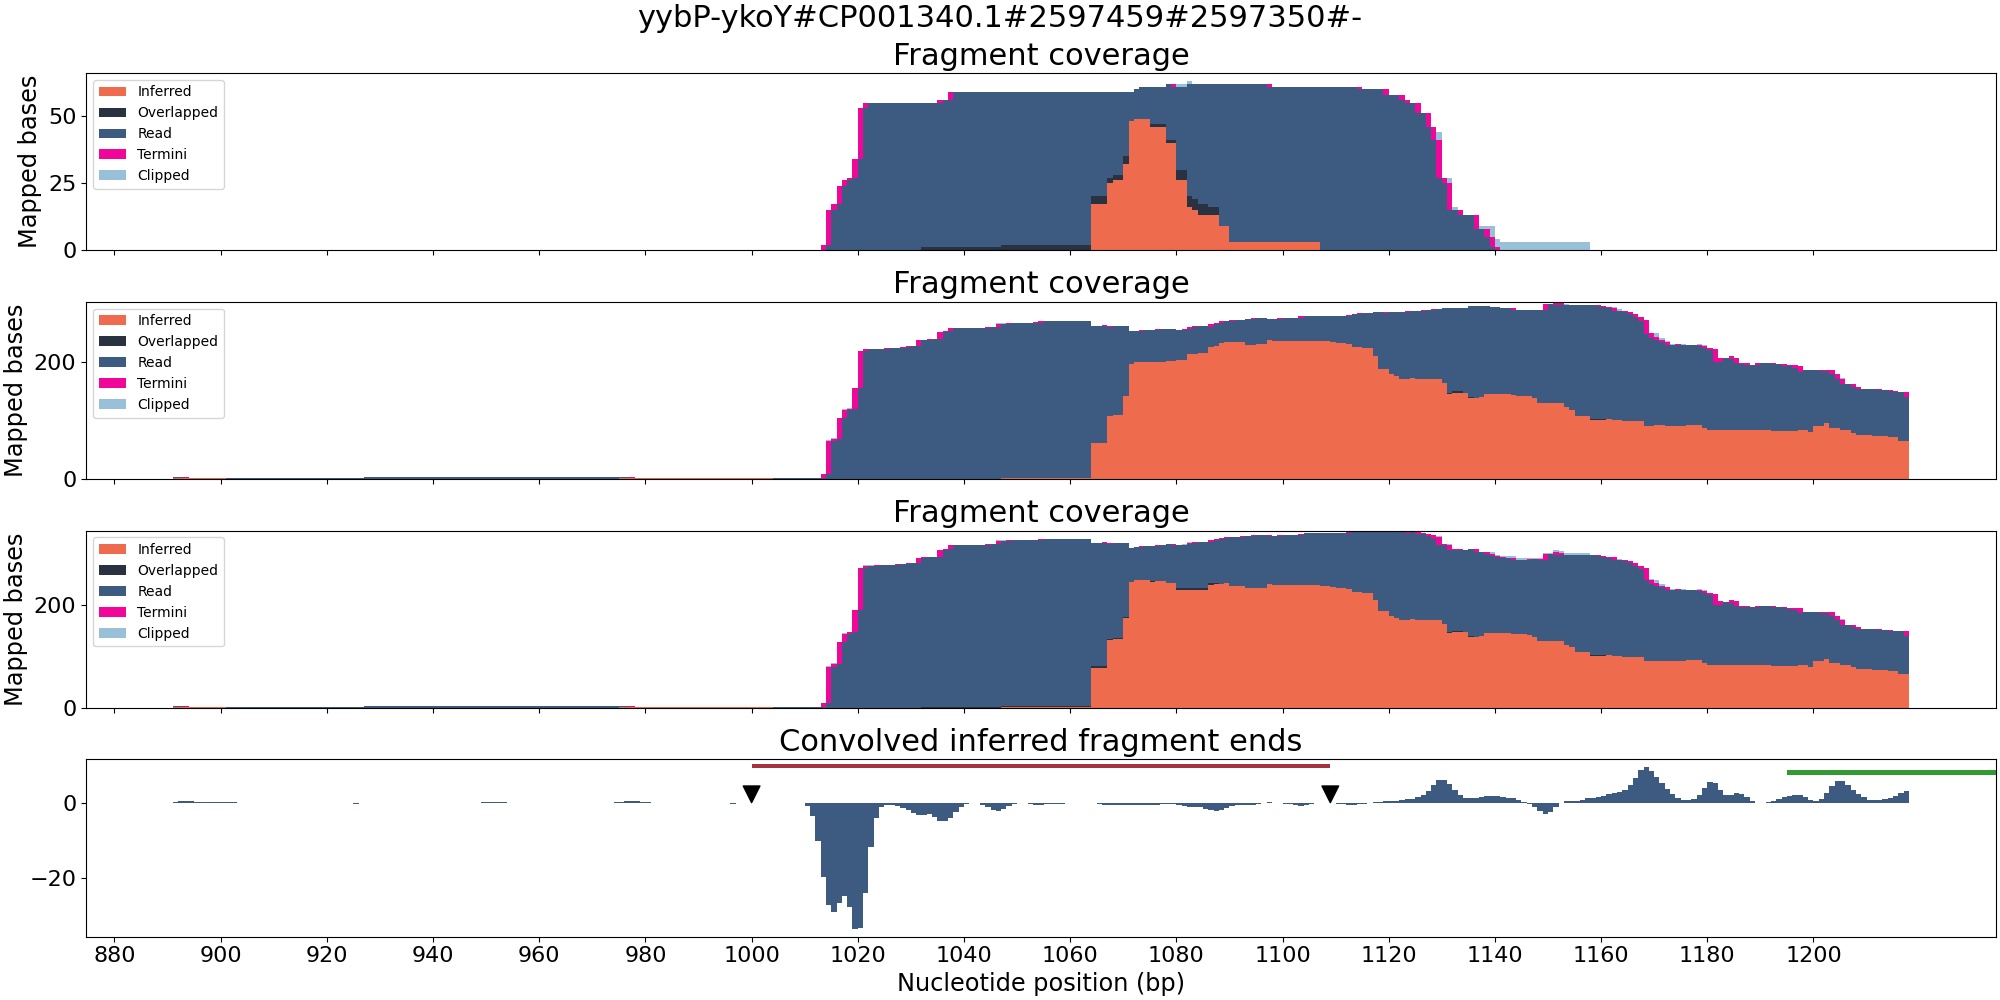 yybP-ykoY#CP001340.1#2597459#2597350#-
Fragment coverage
Mapped bases
50
25
0
Inferred
Overlapped
Read
Termini
Clipped
Fragment coverage
Mapped bases
200
0
Inferred
Overlapped
Read
Termini
Clipped
Fragment coverage
Mapped bases
200
0
Inferred
Overlapped
Read
Termini
Clipped
Convolved inferred fragment ends
0
−20
880 900 920 940 960 980 1000 1020 1040 1060 1080 1100 1120 1140 1160 1180 1200
Nucleotide position (bp)